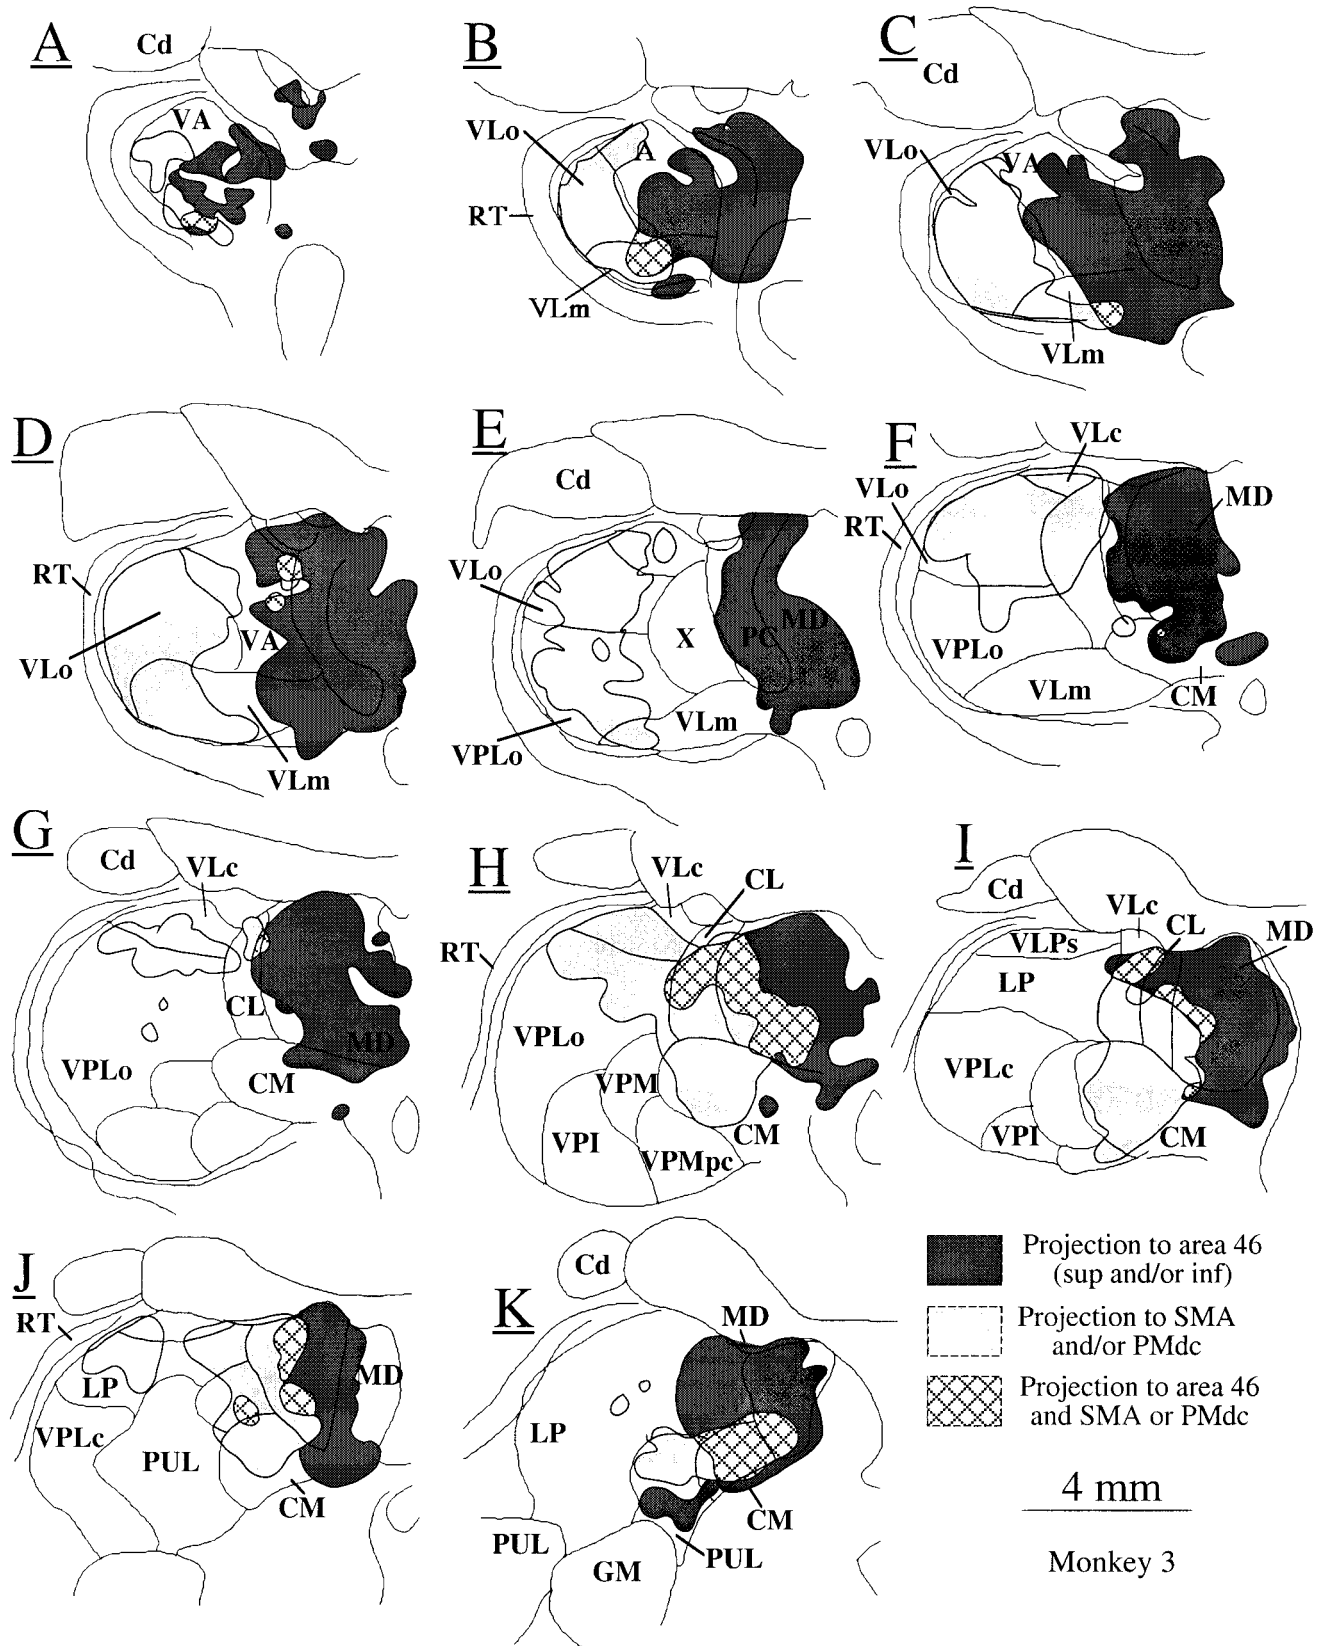 A
Cd
VA
B
VLo
A
RT
VLm
C
Cd
VLo
VA
VLm
D
RT
VA
VLo
VLm
E
Cd
VLo
X
PC
MD
VLm
VPLo
F
VLc
VLo
MD
RT
VPLo
VLm
CM
G
Cd
VLc
CL
VPLo
MD
CM
H
VLc
CL
RT
VPLo
VPM
VPI
CM
VPMpc
I
Cd
VLc
CL
MD
VLPs
LP
VPLc
VPI
CM
J
RT
LP
MD
VPLc
PUL
CM
K
Cd
MD
LP
CM
PUL
PUL
GM
Projection to area 46
(sup and/or inf)
Projection to SMA
and/or PMdc
Projection to area 46
and SMA or PMdc
4 mm
Monkey 3